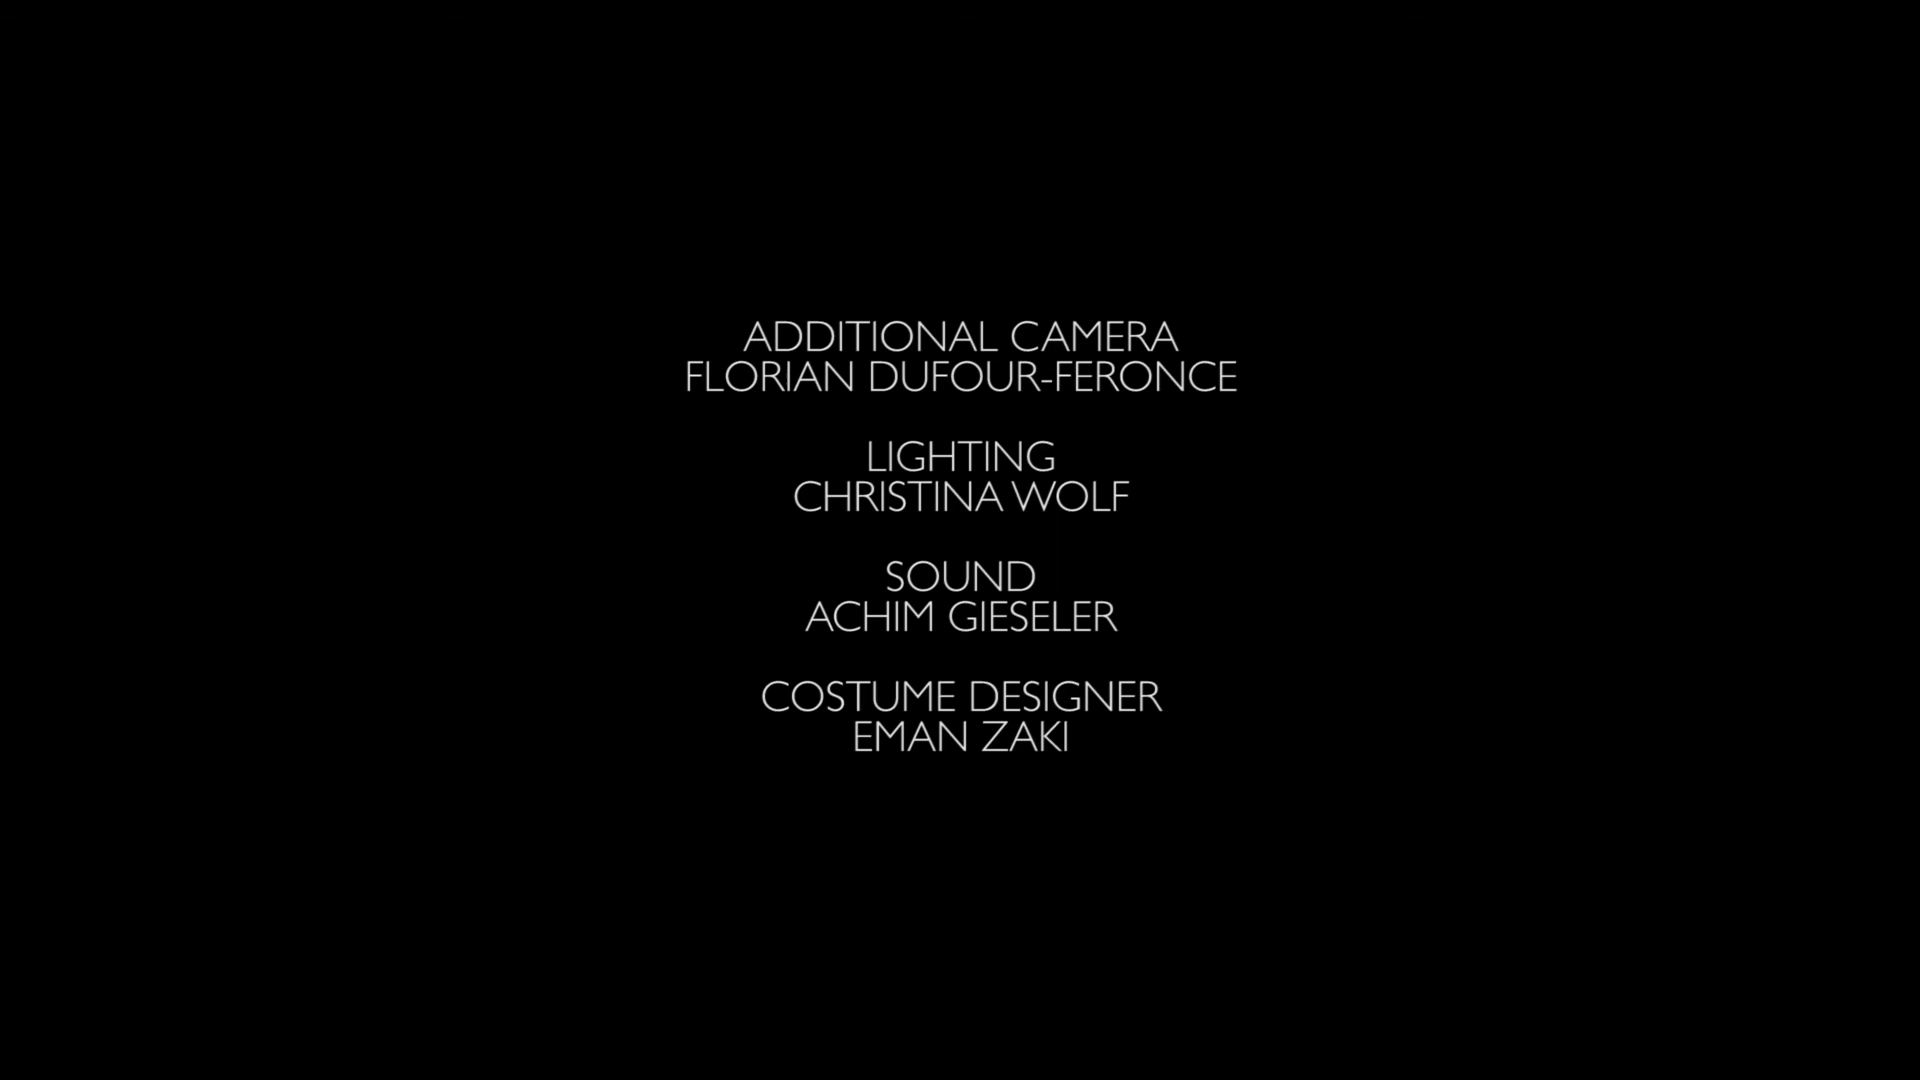 ADDITIONAL CAMERA
FLORIAN DUFOUR-FERONCE
LIGHTING
CHRISTINA WOLF
SOUND
ACHIM GIESELER
COSTUME DESIGNER
EMAN ZAKI